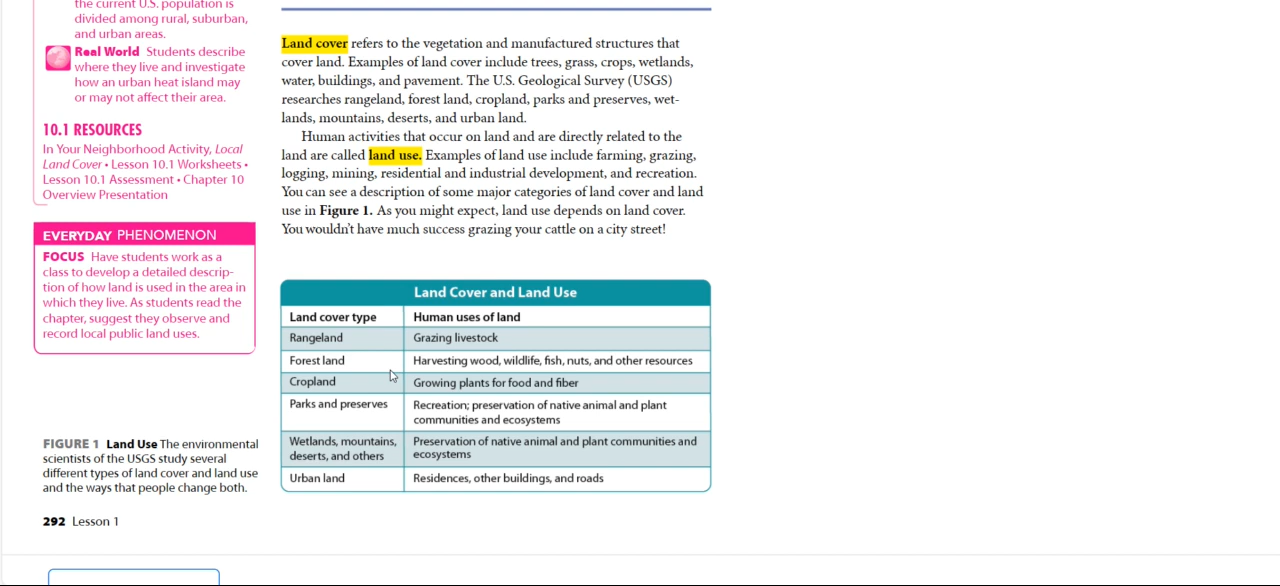 the current U.S. population is
divided among rural, suburban,
and urban areas.
Real World Students describe
where they live and investigate
how an urban heat island may
or may not affect their area.
10.1 RESOURCES
In Your Neighborhood Activity, Local
Land Cover • Lesson 10.1 Worksheets •
Lesson 10.1 Assessment • Chapter 10
Overview Presentation
EVERYDAY PHENOMENON
FOCUS Have students work as a
class to develop a detailed descrip-
tion of how land is used in the area in
which they live. As students read the
chapter, suggest they observe and
record local public land uses.
FIGURE 1 Land Use The environmental
scientists of the USGS study several
different types of land cover and land use
and the ways that people change both.
292 Lesson 1
Land cover refers to the vegetation and manufactured structures that
cover land. Examples of land cover include trees, grass, crops, wetlands,
water, buildings, and pavement. The U.S. Geological Survey (USGS)
researches rangeland, forest land, cropland, parks and preserves, wet-
lands, mountains, deserts, and urban land.
Human activities that occur on land and are directly related to the
land are called land use. Examples of land use include farming, grazing,
logging, mining, residential and industrial development, and recreation.
You can see a description of some major categories of land cover and land
use in Figure 1. As you might expect, land use depends on land cover.
You wouldn't have much success grazing your cattle on a city street!
Land Cover and Land Use
Land cover type Human uses of land
Rangeland Grazing livestock
Forest land Harvesting wood, wildlife, fish, nuts, and other resources
Cropland Growing plants for food and fiber
Parks and preserves Recreation; preservation of native animal and plant
communities and ecosystems
Wetlands, mountains, Preservation of native animal and plant communities and
deserts, and others ecosystems
Urban land Residences, other buildings, and roads